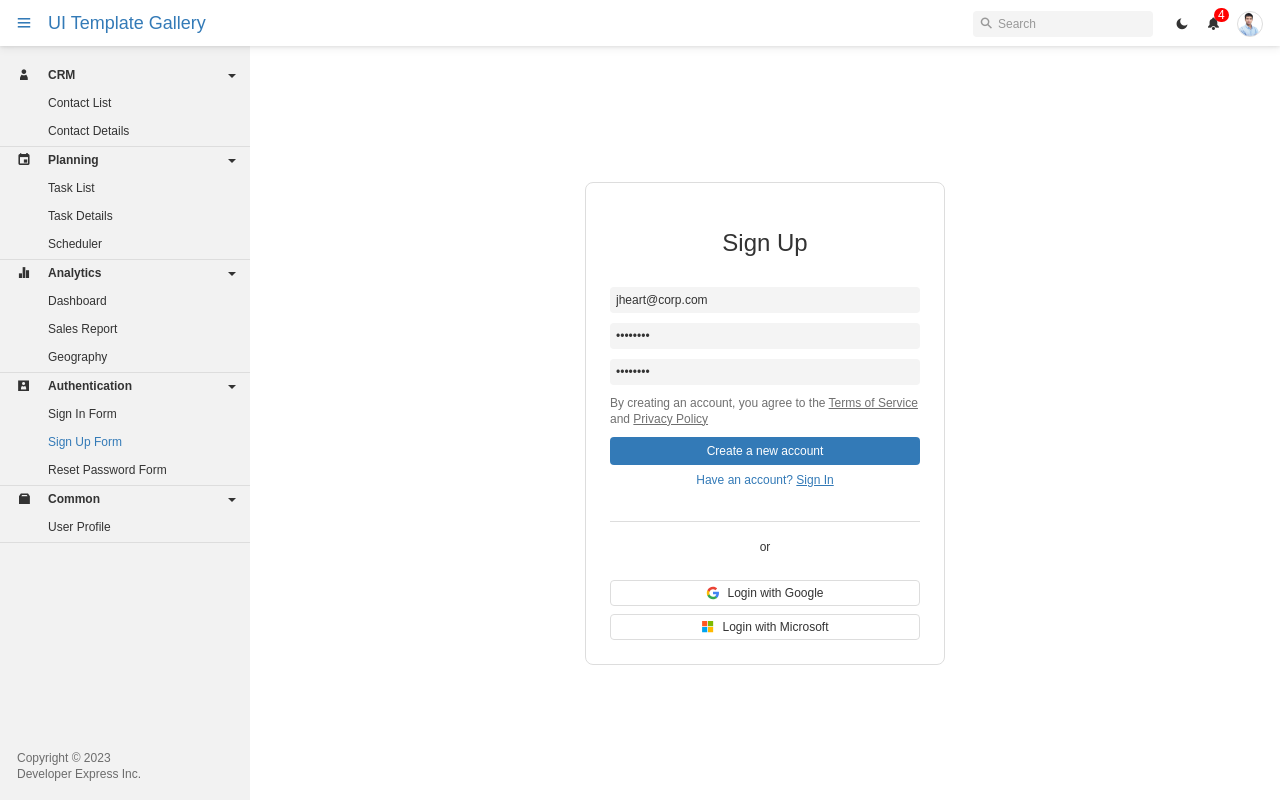 UI Template Gallery
Search
4
CRM
Contact List
Contact Details
Planning
Task List
Task Details
Scheduler
Analytics
Dashboard
Sales Report
Geography
Authentication
Sign In Form
Sign Up Form
Reset Password Form
Common
User Profile
Copyright © 2023
Developer Express Inc.
Sign Up
jheart@corp.com
••••••••
••••••••
By creating an account, you agree to the Terms of Service
and Privacy Policy
Create a new account
Have an account? Sign In
or
Login with Google
Login with Microsoft